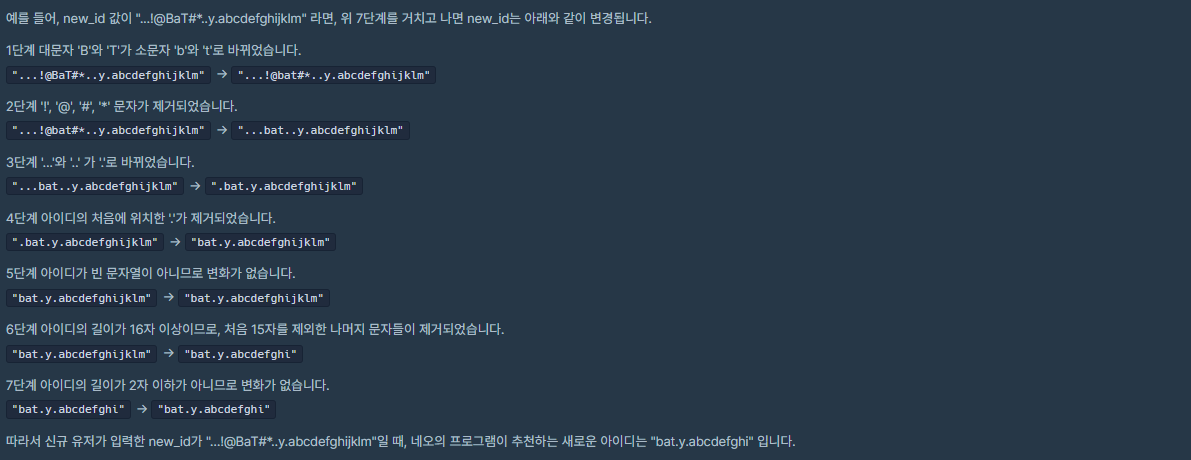 예를 들어, new_id 값이 "...!@BaT#*..y.abcdefghijklm" 라면, 위 7단계를 거치고 나면 new_id는 아래와 같이 변경됩니다.
1단계 대문자 'B'와 'T'가 소문자 'b'와 't'로 바뀌었습니다.
"...!@BaT#*..y.abcdefghijklm" → "...!@bat#*..y.abcdefghijklm"
2단계 '!', '@', '#', '*' 문자가 제거되었습니다.
"...!@bat#*..y.abcdefghijklm" → "...bat..y.abcdefghijklm"
3단계 '...'와 '..' 가 '.'로 바뀌었습니다.
"...bat..y.abcdefghijklm" → ".bat.y.abcdefghijklm"
4단계 아이디의 처음에 위치한 '.'가 제거되었습니다.
".bat.y.abcdefghijklm" → "bat.y.abcdefghijklm"
5단계 아이디가 빈 문자열이 아니므로 변화가 없습니다.
"bat.y.abcdefghijklm" → "bat.y.abcdefghijklm"
6단계 아이디의 길이가 16자 이상이므로, 처음 15자를 제외한 나머지 문자들이 제거되었습니다.
"bat.y.abcdefghijklm" → "bat.y.abcdefghi"
7단계 아이디의 길이가 2자 이하가 아니므로 변화가 없습니다.
"bat.y.abcdefghi" → "bat.y.abcdefghi"
따라서 신규 유저가 입력한 new_id가 "...!@BaT#*..y.abcdefghijklm"일 때, 네오의 프로그램이 추천하는 새로운 아이디는 "bat.y.abcdefghi" 입니다.